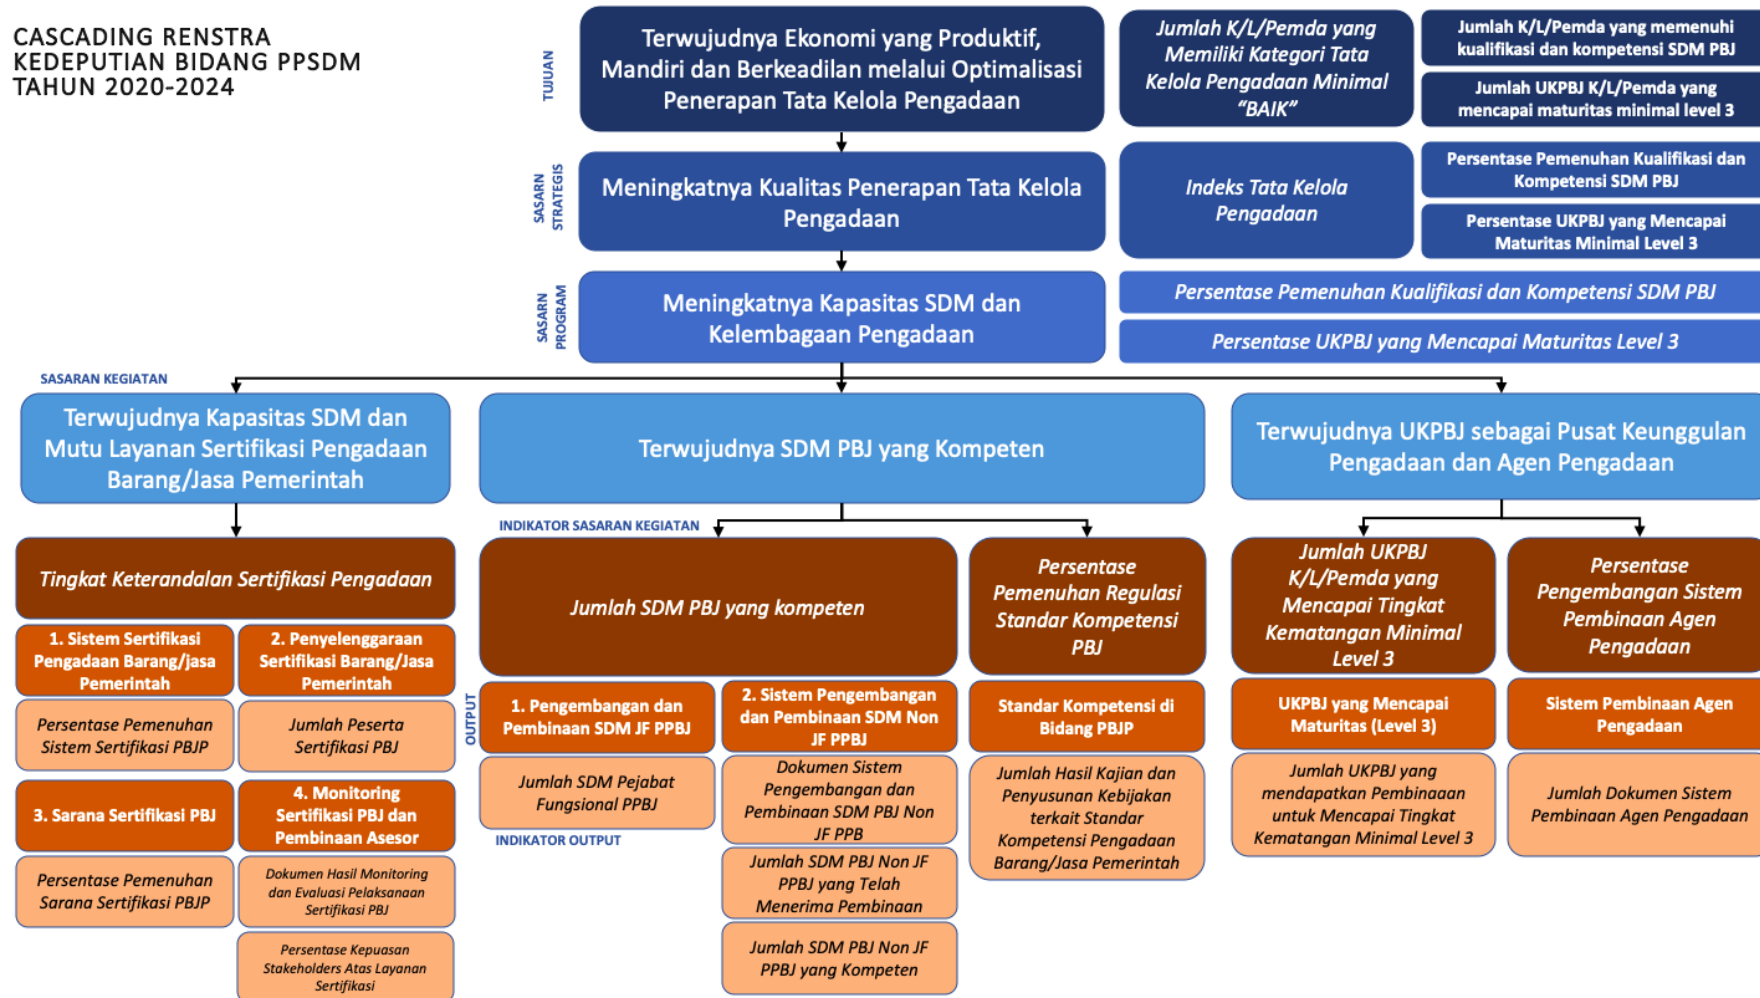 CASCADING RENSTRA
KEDEPUTIAN BIDANG PPSDM
TAHUN 2020-2024
TUJUAN
Terwujudnya Ekonomi yang Produktif,
Mandiri dan Berkeadilan melalui Optimalisasi
Penerapan Tata Kelola Pengadaan
Jumlah K/L/Pemda yang
Memiliki Kategori Tata
Kelola Pengadaan Minimal
“BAIK”
Jumlah K/L/Pemda yang memenuhi
kualifikasi dan kompetensi SDM PBJ
Jumlah UKPBJ K/L/Pemda yang
mencapai maturitas minimal level 3
SASARN
STRATEGIS
Meningkatnya Kualitas Penerapan Tata Kelola
Pengadaan
Indeks Tata Kelola
Pengadaan
Persentase Pemenuhan Kualifikasi dan
Kompetensi SDM PBJ
Persentase UKPBJ yang Mencapai
Maturitas Minimal Level 3
SASARN
PROGRAM
Meningkatnya Kapasitas SDM dan
Kelembagaan Pengadaan
Persentase Pemenuhan Kualifikasi dan Kompetensi SDM PBJ
Persentase UKPBJ yang Mencapai Maturitas Level 3
SASARAN KEGIATAN
Terwujudnya Kapasitas SDM dan
Mutu Layanan Sertifikasi Pengadaan
Barang/Jasa Pemerintah
Terwujudnya SDM PBJ yang Kompeten
Terwujudnya UKPBJ sebagai Pusat Keunggulan
Pengadaan dan Agen Pengadaan
INDIKATOR SASARAN KEGIATAN
Tingkat Keterandalan Sertifikasi Pengadaan
Jumlah SDM PBJ yang kompeten
Persentase
Pemenuhan Regulasi
Standar Kompetensi
PBJ
Jumlah UKPBJ
K/L/Pemda yang
Mencapai Tingkat
Kematangan Minimal
Level 3
Persentase
Pengembangan Sistem
Pembinaan Agen
Pengadaan
1. Sistem Sertifikasi
Pengadaan Barang/jasa
Pemerintah
2. Penyelenggaraan
Sertifikasi Barang/Jasa
Pemerintah
Persentase Pemenuhan
Sistem Sertifikasi PBJP
Jumlah Peserta
Sertifikasi PBJ
3. Sarana Sertifikasi PBJ
4. Monitoring
Sertifikasi PBJ dan
Pembinaan Asesor
Persentase Pemenuhan
Sarana Sertifikasi PBJP
Dokumen Hasil Monitoring
dan Evaluasi Pelaksanaan
Sertifikasi PBJ
Persentase Kepuasan
Stakeholders Atas Layanan
Sertifikasi
OUTPUT
1. Pengembangan dan
Pembinaan SDM JF PPBJ
2. Sistem Pengembangan
dan Pembinaan SDM Non
JF PPBJ
Standar Kompetensi di
Bidang PBJP
UKPBJ yang Mencapai
Maturitas (Level 3)
Sistem Pembinaan Agen
Pengadaan
Jumlah SDM Pejabat
Fungsional PPBJ
INDIKATOR OUTPUT
Dokumen Sistem
Pengembangan dan
Pembinaan SDM PBJ Non
JF PPB
Jumlah SDM PBJ Non JF
PPBJ yang Telah
Menerima Pembinaan
Jumlah SDM PBJ Non JF
PPBJ yang Kompeten
Jumlah Hasil Kajian dan
Penyusunan Kebijakan
terkait Standar
Kompetensi Pengadaan
Barang/Jasa Pemerintah
Jumlah UKPBJ yang
mendapatkan Pembinaaan
untuk Mencapai Tingkat
Kematangan Minimal Level 3
Jumlah Dokumen Sistem
Pembinaan Agen Pengadaan